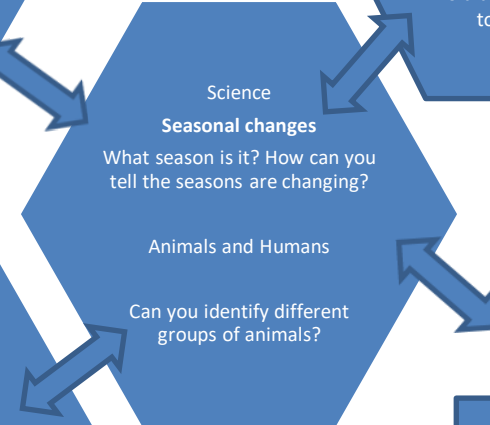 to
Science
Seasonal changes
What season is it? How can you
tell the seasons are changing?
Animals and Humans
Can you identify different
groups of animals?